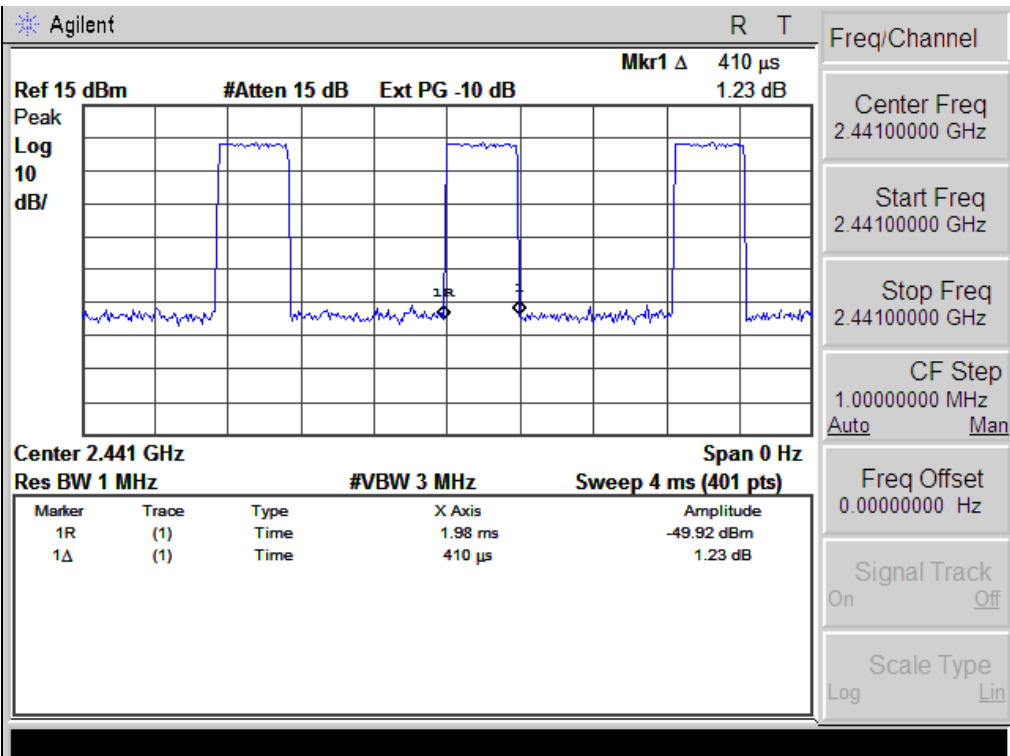 Agilent R T
Mkr1 Δ 410 μs
Ref 15 dBm #Atten 15 dB Ext PG -10 dB 1.23 dB
Peak
Log
10
dB/
1R 1
Center 2.441 GHz Span 0 Hz
Res BW 1 MHz #VBW 3 MHz Sweep 4 ms (401 pts)
Marker Trace Type X Axis Amplitude
1R (1) Time 1.98 ms -49.92 dBm
1Δ (1) Time 410 μs 1.23 dB
Freq/Channel
Center Freq
2.44100000 GHz
Start Freq
2.44100000 GHz
Stop Freq
2.44100000 GHz
CF Step
1.00000000 MHz
Auto Man
Freq Offset
0.00000000 Hz
Signal Track
On Off
Scale Type
Log Lin